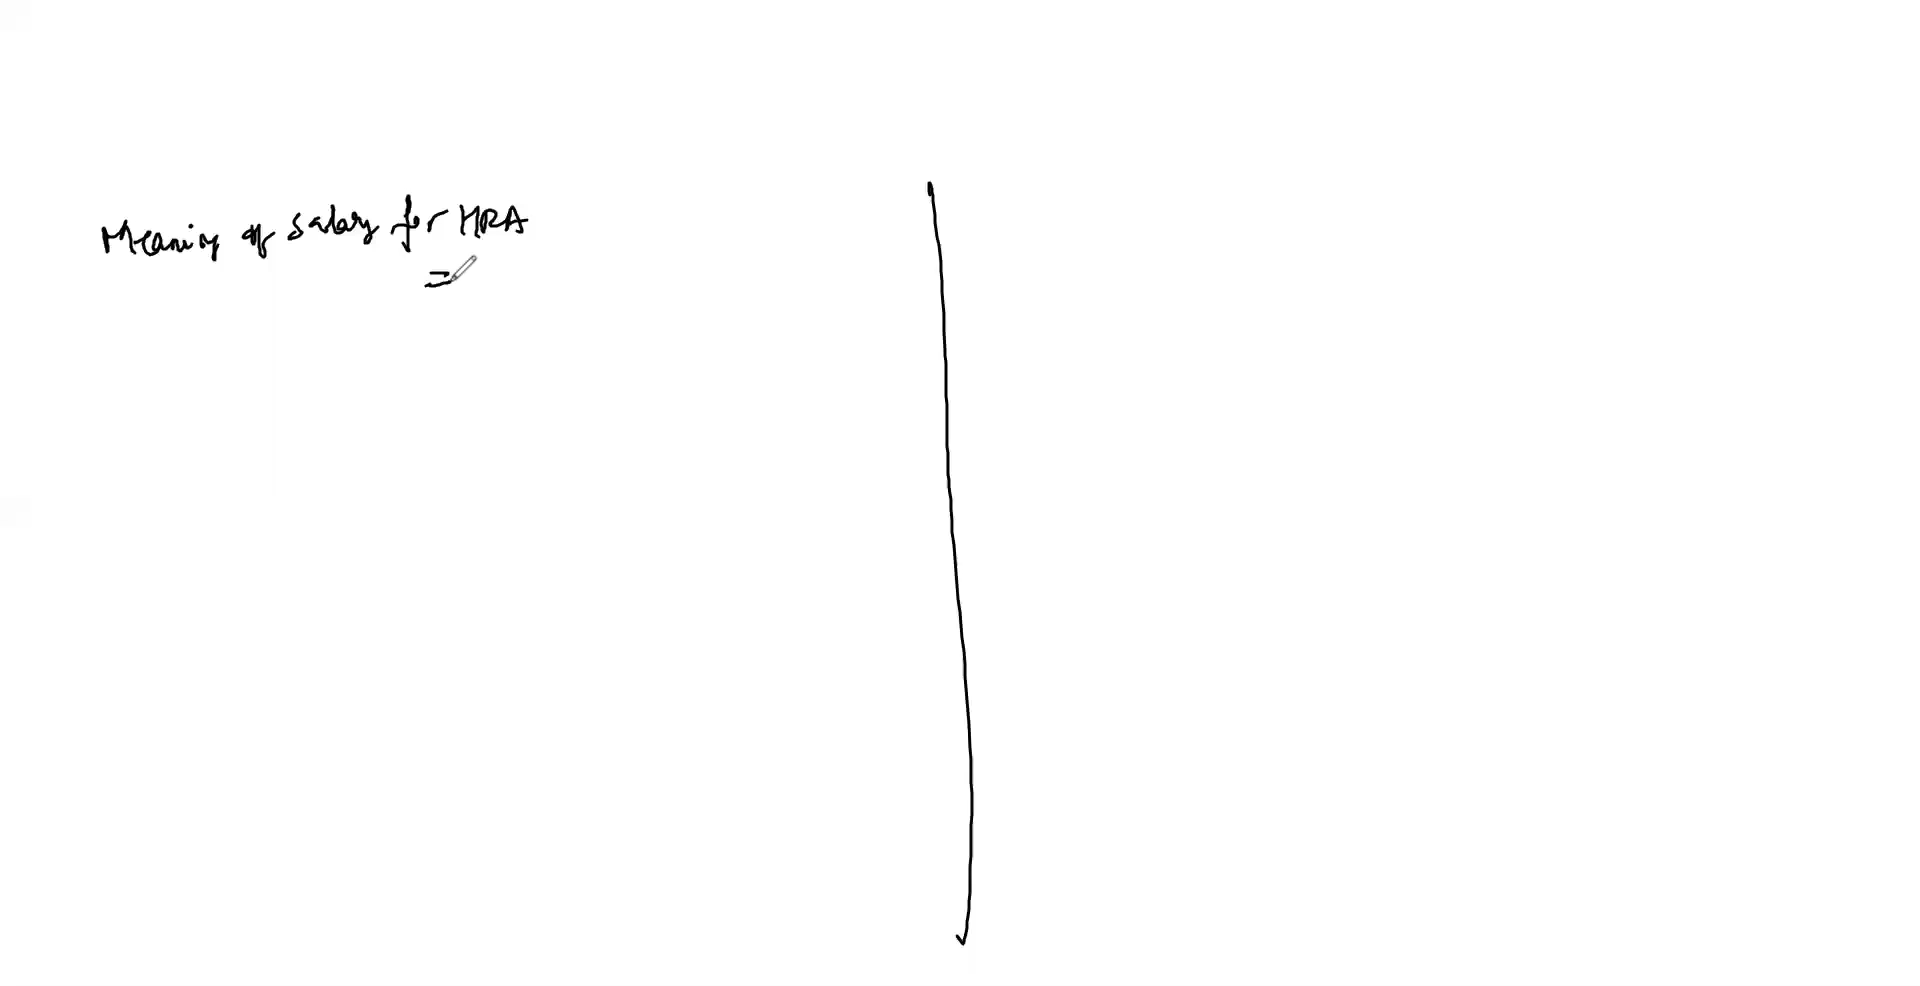 Meaning of salary for HRA
=